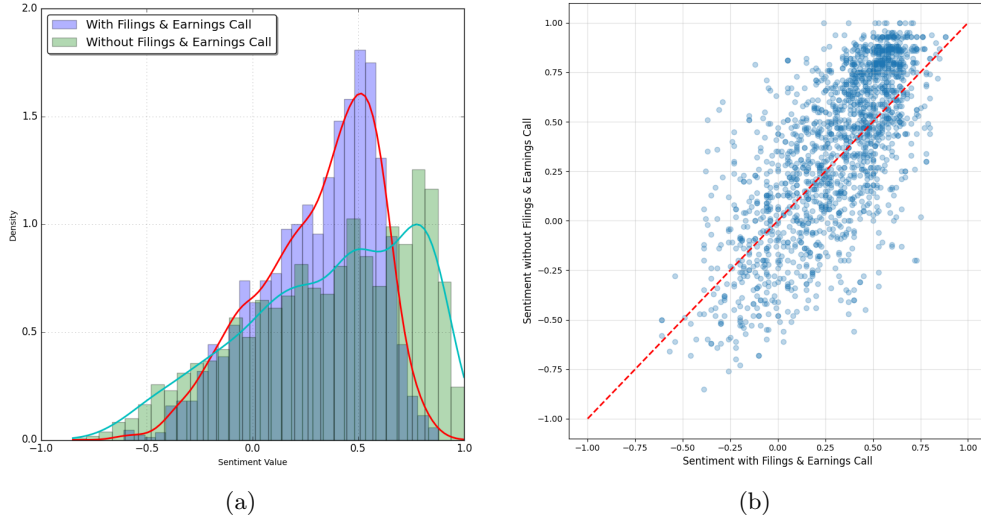 2.0
With Filings & Earnings Call
Without Filings & Earnings Call
1.5
1.0
0.5
0.0
Density
−1.0 −0.5 0.0 0.5 1.0
Sentiment Value
(a)
1.00
0.75
0.50
0.25
0.00
−0.25
−0.50
−0.75
−1.00
Sentiment without Filings & Earnings Call
−1.00 −0.75 −0.50 −0.25 0.00 0.25 0.50 0.75 1.00
Sentiment with Filings & Earnings Call
(b)